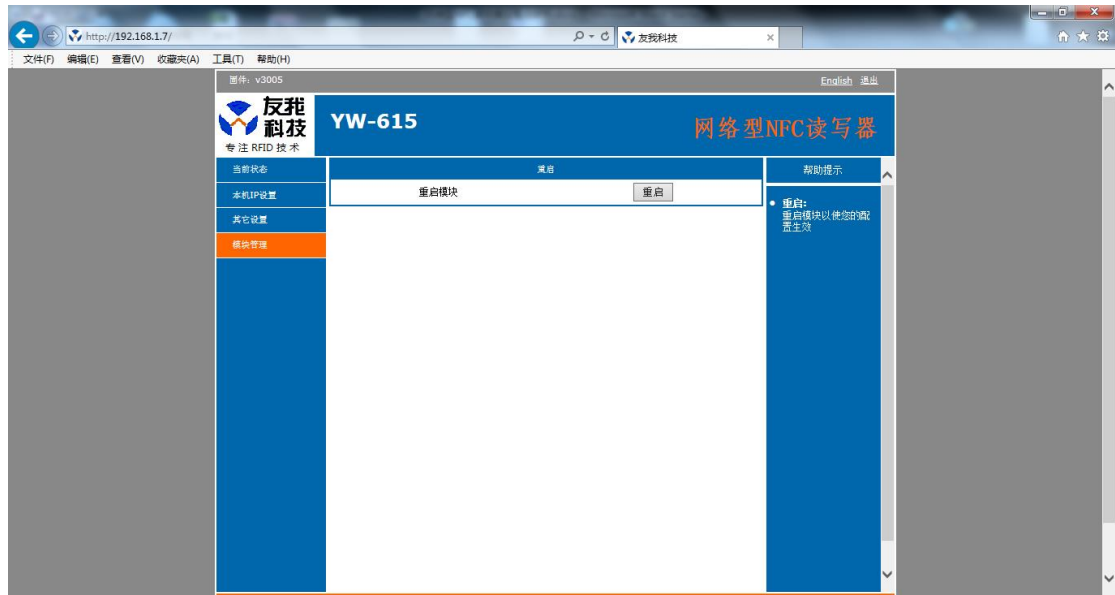 http://192.168.1.7/
友我科技
文件(F) 编辑(E) 查看(V) 收藏夹(A) 工具(T) 帮助(H)
固件: v3005
English 退出
友我
科技
专注 RFID 技术
YW-615
网络型NFC读写器
当前状态
本机IP设置
其它设置
模块管理
重启
重启模块
重启
帮助提示
重启:
重启模块以使您的配
置生效